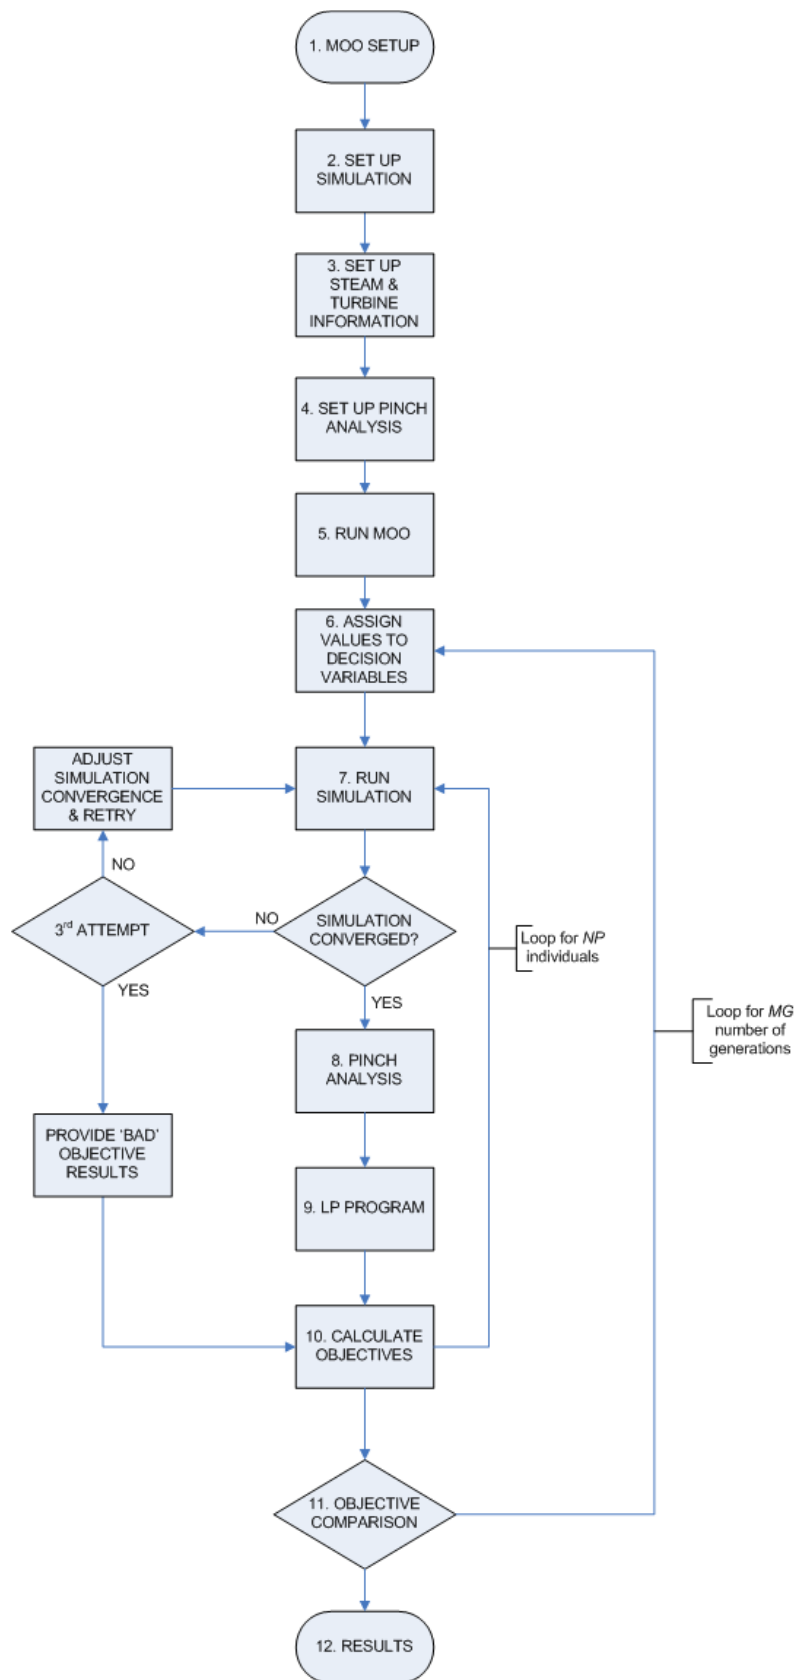 1. MOO SETUP
2. SET UP
SIMULATION
3. SET UP
STEAM &
TURBINE
INFORMATION
4. SET UP PINCH
ANALYSIS
5. RUN MOO
6. ASSIGN
VALUES TO
DECISION
VARIABLES
ADJUST
SIMULATION
CONVERGENCE
& RETRY
7. RUN
SIMULATION
NO
3rd ATTEMPT
NO
SIMULATION
CONVERGED?
YES
YES
Loop for NP
individuals
Loop for MG
number of
generations
8. PINCH
ANALYSIS
PROVIDE ‘BAD’
OBJECTIVE
RESULTS
9. LP PROGRAM
10. CALCULATE
OBJECTIVES
11. OBJECTIVE
COMPARISON
12. RESULTS